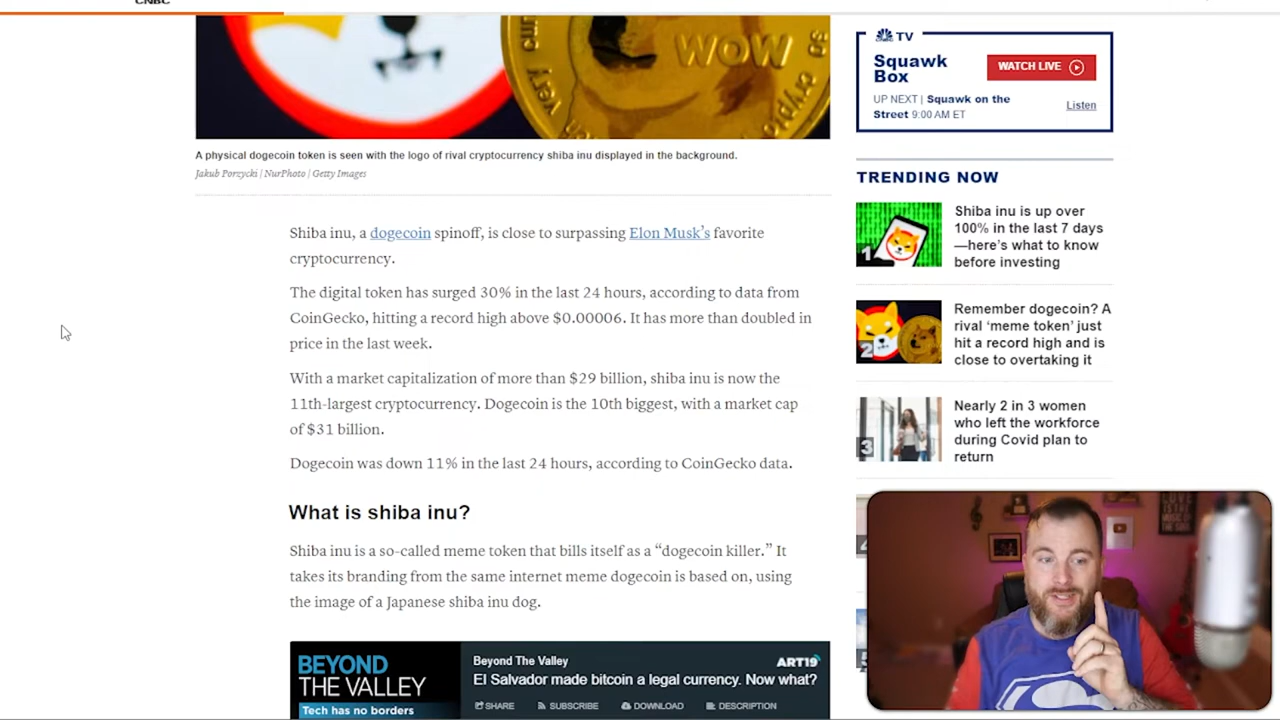 CNBC
WOW
very
crypto
TV
Squawk
Box
WATCH LIVE
UP NEXT | Squawk on the
Street 9:00 AM ET
Listen
A physical dogecoin token is seen with the logo of rival cryptocurrency shiba inu displayed in the background.
Jakub Porzycki | NurPhoto | Getty Images
Shiba inu, a dogecoin spinoff, is close to surpassing Elon Musk’s favorite
cryptocurrency.
The digital token has surged 30% in the last 24 hours, according to data from
CoinGecko, hitting a record high above $0.00006. It has more than doubled in
price in the last week.
With a market capitalization of more than $29 billion, shiba inu is now the
11th-largest cryptocurrency. Dogecoin is the 10th biggest, with a market cap
of $31 billion.
Dogecoin was down 11% in the last 24 hours, according to CoinGecko data.
What is shiba inu?
Shiba inu is a so-called meme token that bills itself as a “dogecoin killer.” It
takes its branding from the same internet meme dogecoin is based on, using
the image of a Japanese shiba inu dog.
BEYOND
THE VALLEY
Tech has no borders
Beyond The Valley
ART19
El Salvador made bitcoin a legal currency. Now what?
SHARE
SUBSCRIBE
DOWNLOAD
DESCRIPTION
TRENDING NOW
1
Shiba inu is up over
100% in the last 7 days
—here’s what to know
before investing
2
Remember dogecoin? A
rival ‘meme token’ just
hit a record high and is
close to overtaking it
3
Nearly 2 in 3 women
who left the workforce
during Covid plan to
return
4
5
LOVE
IS THE